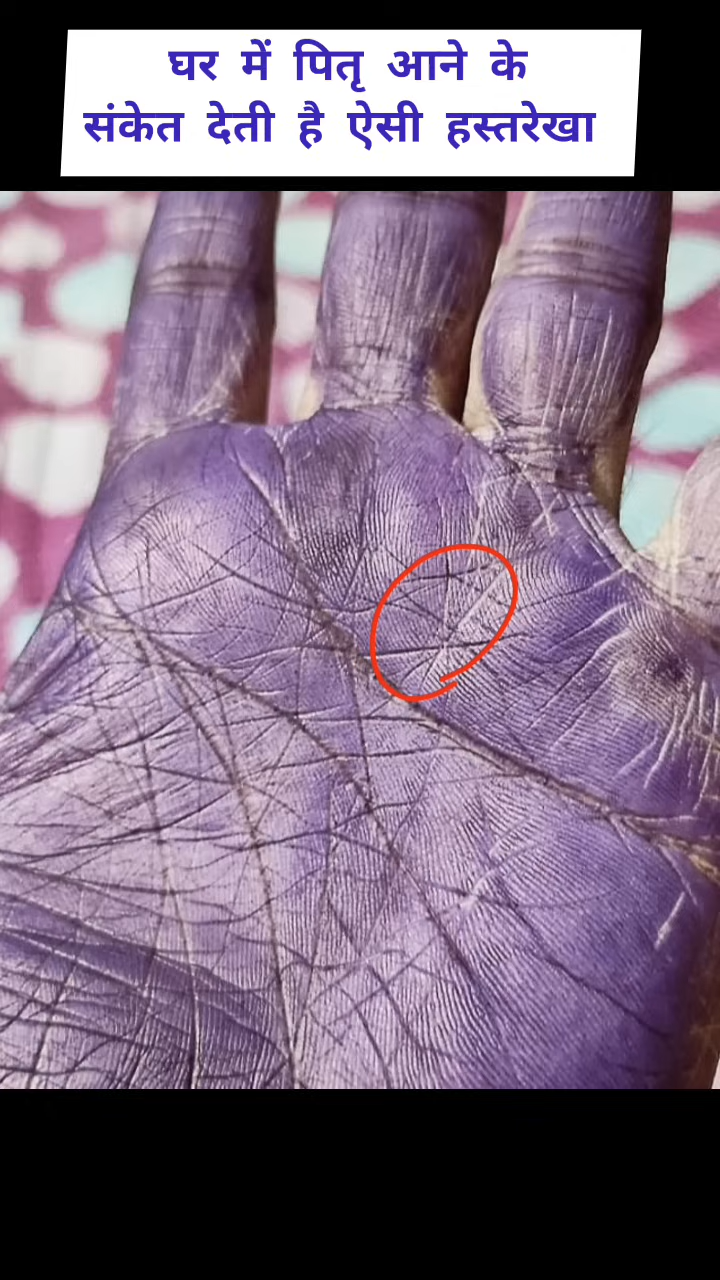 घर में पितृ आने के
संकेत देती है ऐसी हस्तरेखा